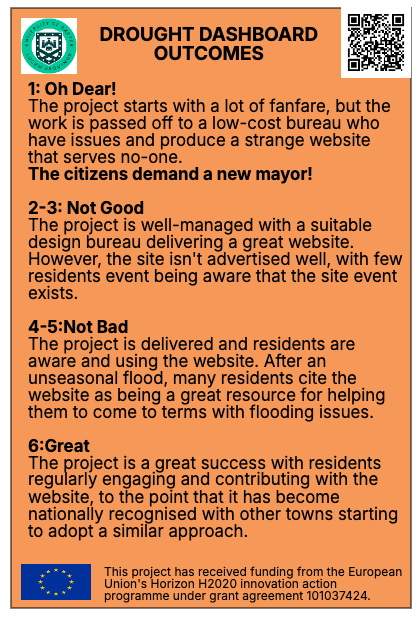 DROUGHT DASHBOARD
OUTCOMES
1: Oh Dear!
The project starts with a lot of fanfare, but the
work is passed off to a low-cost bureau who
have issues and produce a strange website
that serves no-one.
The citizens demand a new mayor!
2-3: Not Good
The project is well-managed with a suitable
design bureau delivering a great website.
However, the site isn't advertised well, with few
residents event being aware that the site event
exists.
4-5:Not Bad
The project is delivered and residents are
aware and using the website. After an
unseasonal flood, many residents cite the
website as being a great resource for helping
them to come to terms with flooding issues.
6:Great
The project is a great success with residents
regularly engaging and contributing with the
website, to the point that it has become
nationally recognised with other towns starting
to adopt a similar approach.
This project has received funding from the European
Union's Horizon H2020 innovation action
programme under grant agreement 101037424.